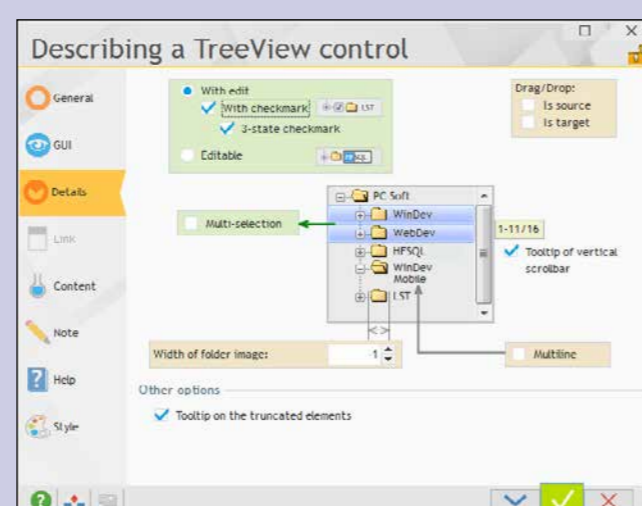 Describing a TreeView control
General
GUI
Details
Link
Content
Note
Help
Style
With edit
With checkmark
LST
3-state checkmark
Editable
Drag/Drop:
Is source
Is target
Multi-selection
PC Soft
WinDev
WebDev
HFSQL
WinDev
Mobile
LST
1-11/16
Tooltip of vertical
scrollbar
< >
Width of folder image:
1
Multiline
Other options
Tooltip on the truncated elements